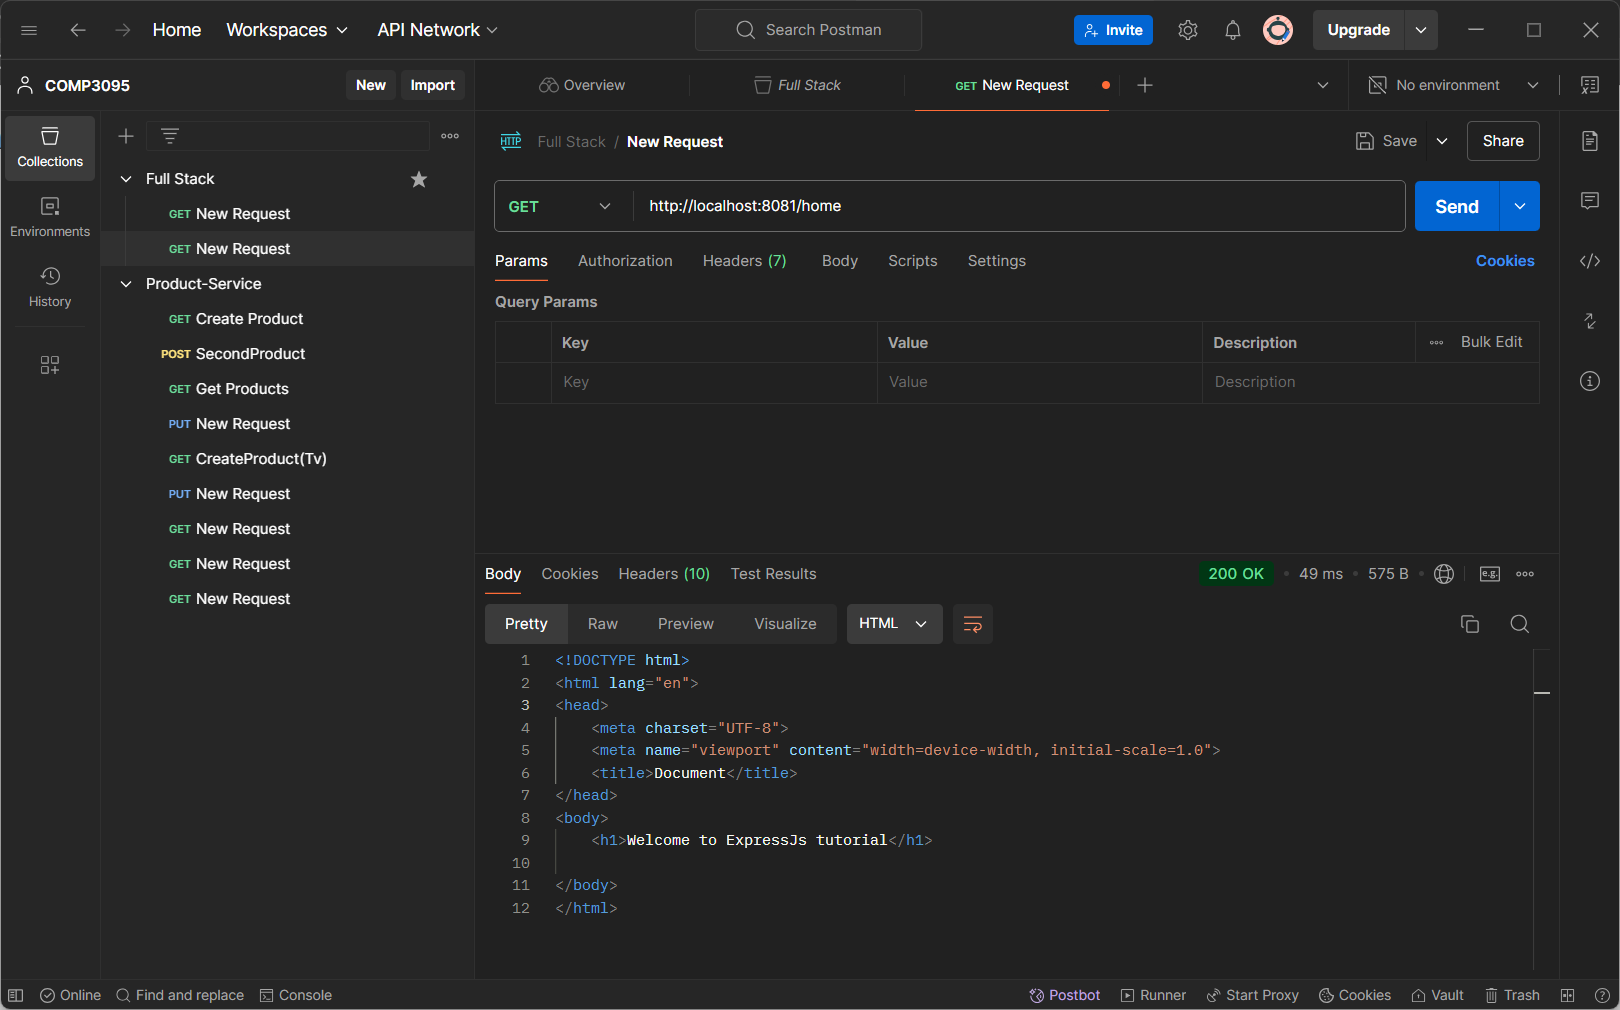 Home Workspaces API Network Search Postman Invite Upgrade
COMP3095 New Import Overview Full Stack GET New Request No environment
Collections
Environments
History
Full Stack
GET New Request
GET New Request
Product-Service
GET Create Product
POST SecondProduct
GET Get Products
PUT New Request
GET CreateProduct(Tv)
PUT New Request
GET New Request
GET New Request
GET New Request
HTTP Full Stack / New Request Save Share
GET http://localhost:8081/home Send
Params Authorization Headers (7) Body Scripts Settings Cookies
Query Params
Key Value Description Bulk Edit
Key Value Description
Body Cookies Headers (10) Test Results 200 OK 49 ms 575 B e.g.
Pretty Raw Preview Visualize HTML
1 <!DOCTYPE html>
2 <html lang="en">
3 <head>
4 <meta charset="UTF-8">
5 <meta name="viewport" content="width=device-width, initial-scale=1.0">
6 <title>Document</title>
7 </head>
8 <body>
9 <h1>Welcome to ExpressJs tutorial</h1>
10
11 </body>
12 </html>
Online Find and replace Console Postbot Runner Start Proxy Cookies Vault Trash